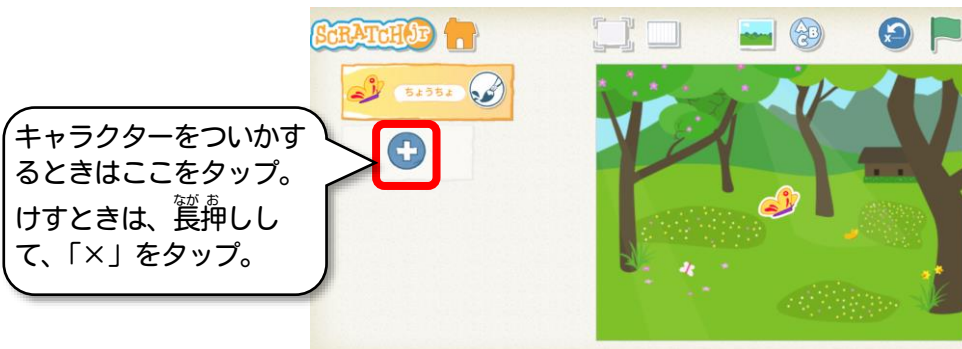 SCRATCHJr
ABC
x
ちょうちょ
キャラクターをついかす
るときはここをタップ。
なが お
けすときは、長押しし
て、「×」をタップ。